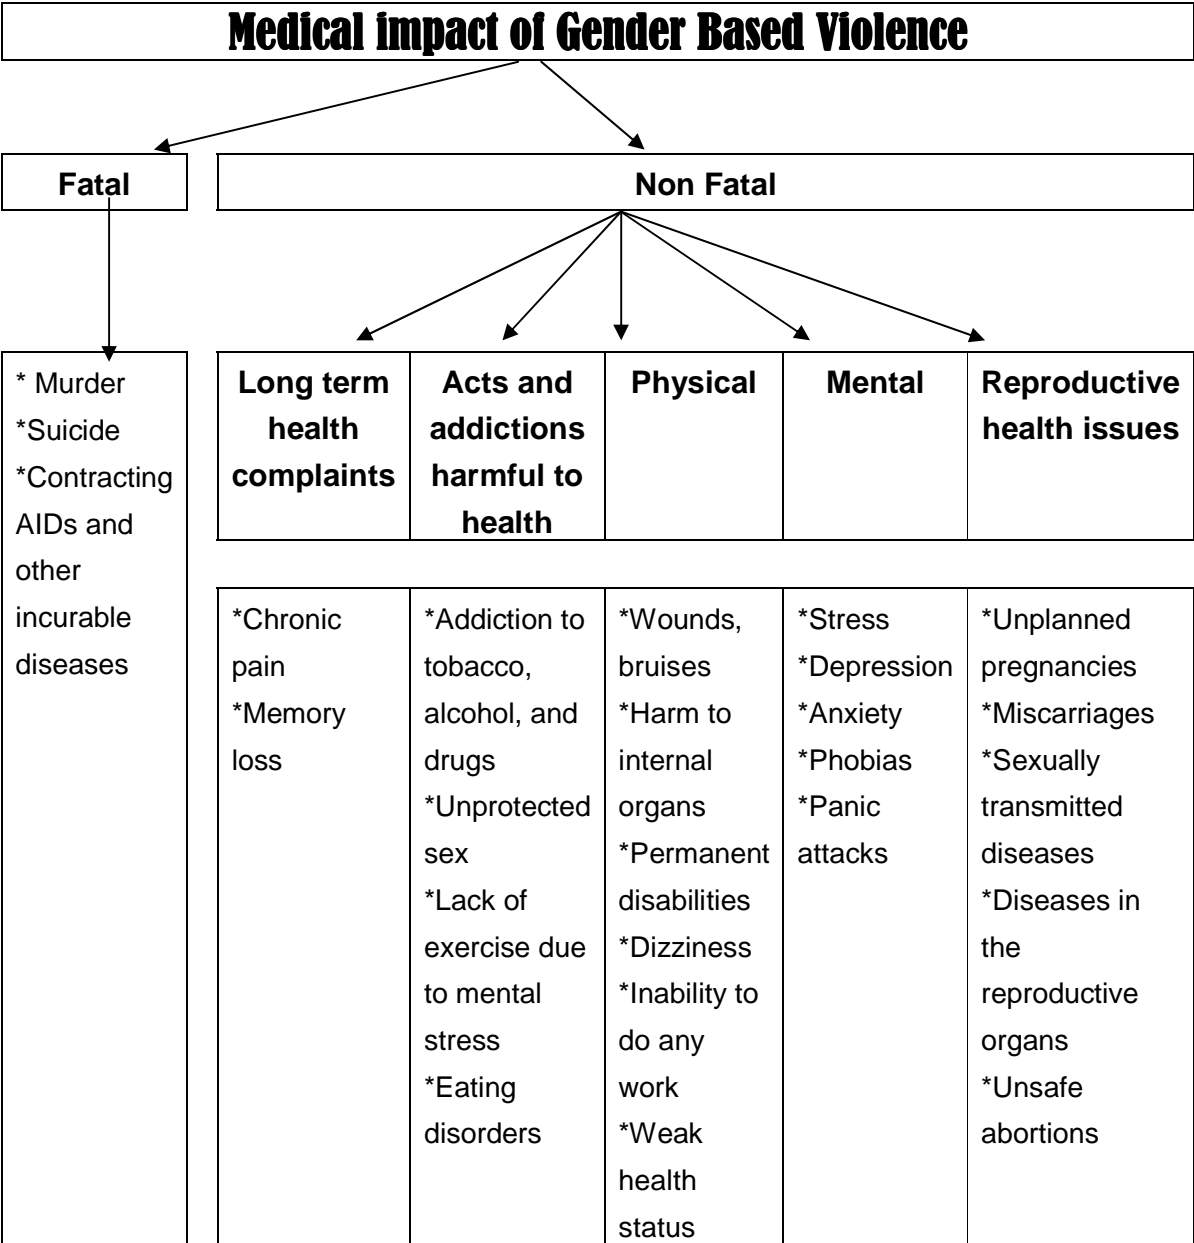 Medical impact of Gender Based Violence
Fatal
Non Fatal
* Murder
*Suicide
*Contracting
AIDs and
other
incurable
diseases
Long term
health
complaints
Acts and
addictions
harmful to
health
Physical
Mental
Reproductive
health issues
*Chronic
pain
*Memory
loss
*Addiction to
tobacco,
alcohol, and
drugs
*Unprotected
sex
*Lack of
exercise due
to mental
stress
*Eating
disorders
*Wounds,
bruises
*Harm to
internal
organs
*Permanent
disabilities
*Dizziness
*Inability to
do any
work
*Weak
health
status
*Stress
*Depression
*Anxiety
*Phobias
*Panic
attacks
*Unplanned
pregnancies
*Miscarriages
*Sexually
transmitted
diseases
*Diseases in
the
reproductive
organs
*Unsafe
abortions